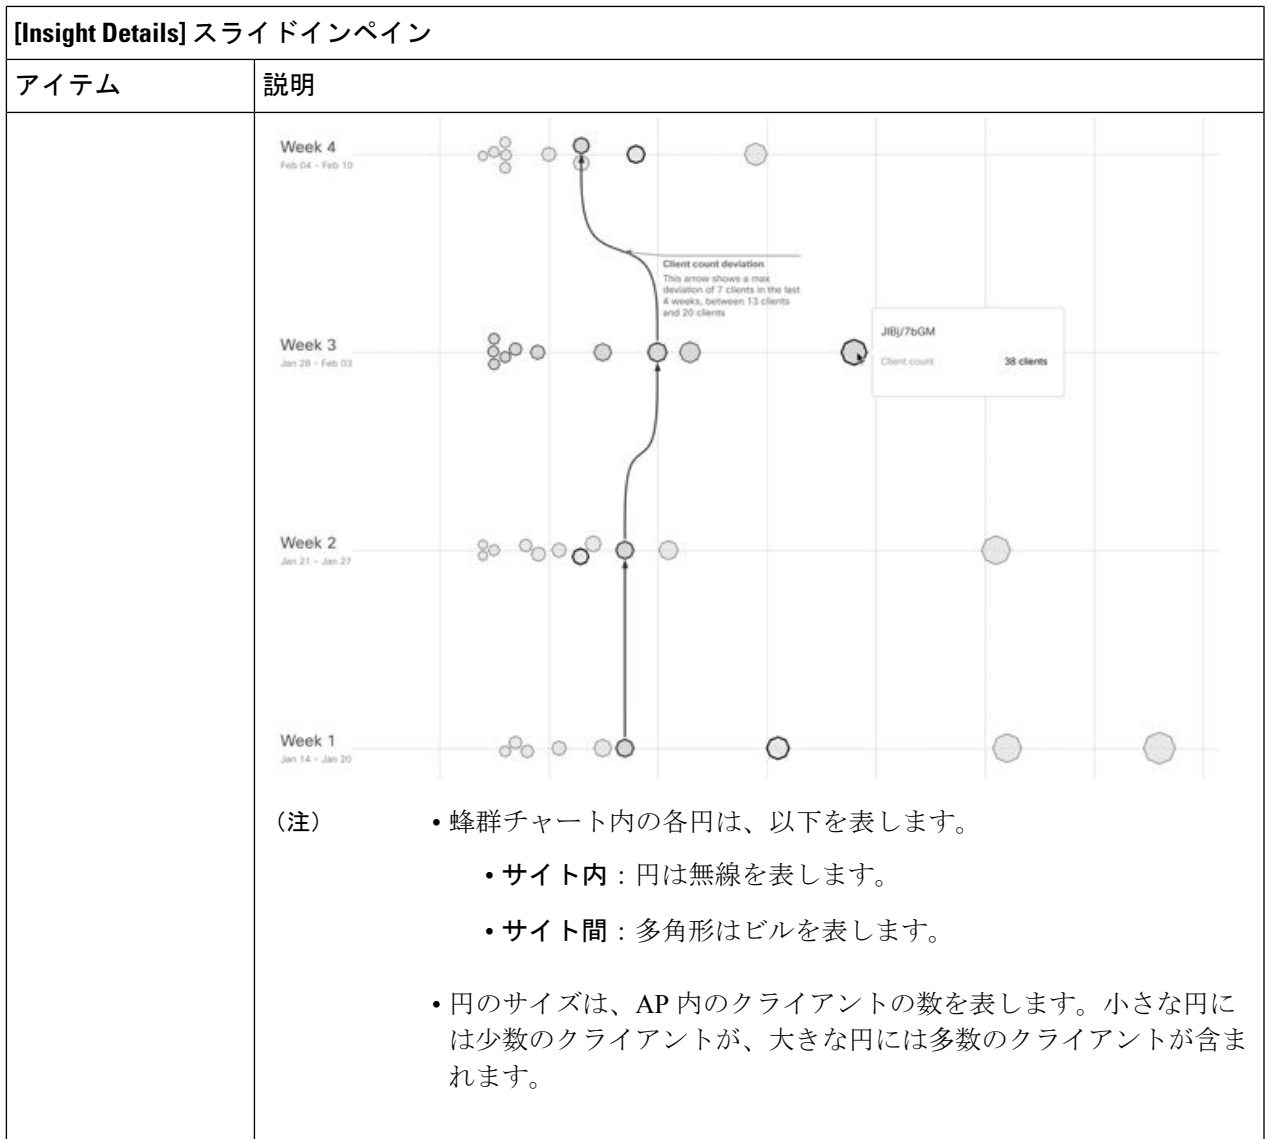 [Insight Details] スライドインペイン
アイテム
説明
Week 4
Feb 04 - Feb 10
Client count deviation
This arrow shows a max
deviation of 7 clients in the last
4 weeks, between 13 clients
and 20 clients
Week 3
Jan 28 - Feb 03
JIBj/7bGM
Client count
38 clients
Week 2
Jan 21 - Jan 27
Week 1
Jan 14 - Jan 20
（注）
• 蜂群チャート内の各円は、以下を表します。
• サイト内：円は無線を表します。
• サイト間：多角形はビルを表します。
• 円のサイズは、AP 内のクライアントの数を表します。小さな円に
は少数のクライアントが、大きな円には多数のクライアントが含ま
れます。